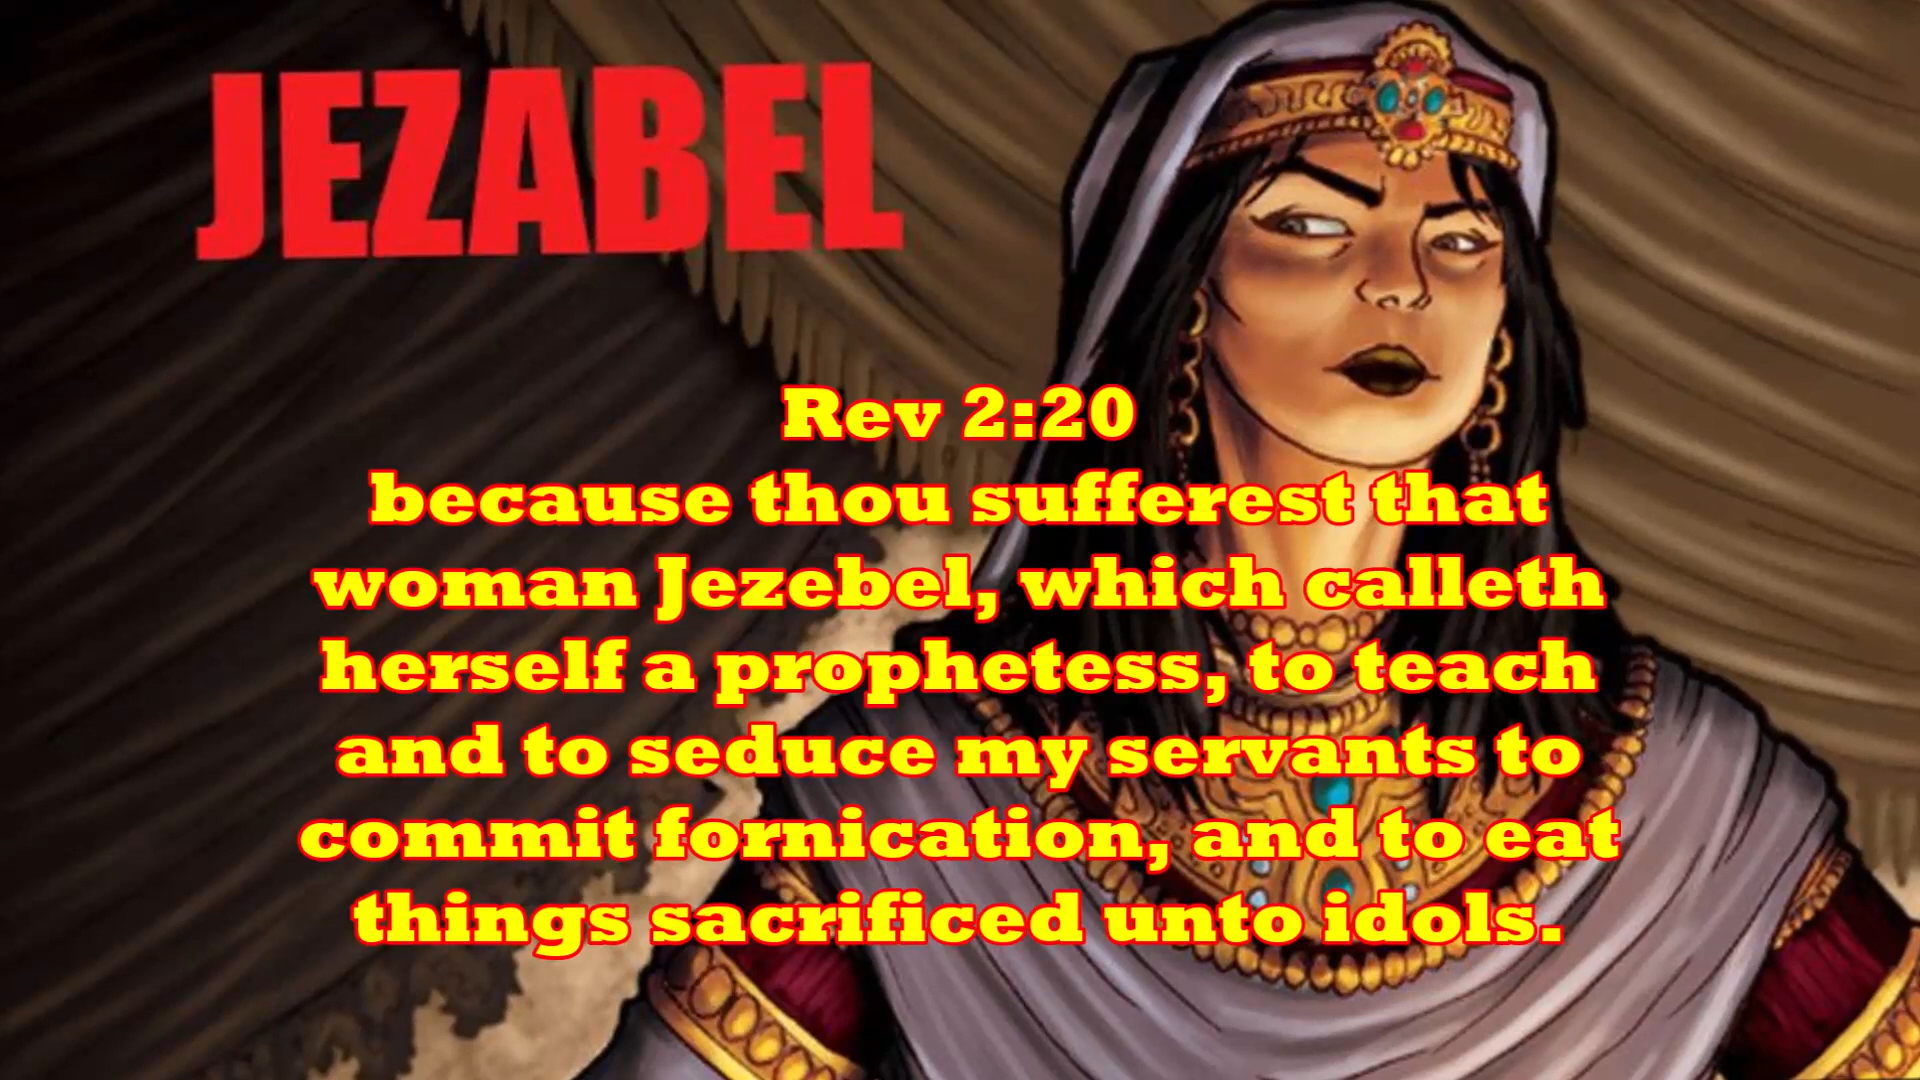 JEZABEL
Rev 2:20
because thou sufferest that
woman Jezebel, which calleth
herself a prophetess, to teach
and to seduce my servants to
commit fornication, and to eat
things sacrificed unto idols.